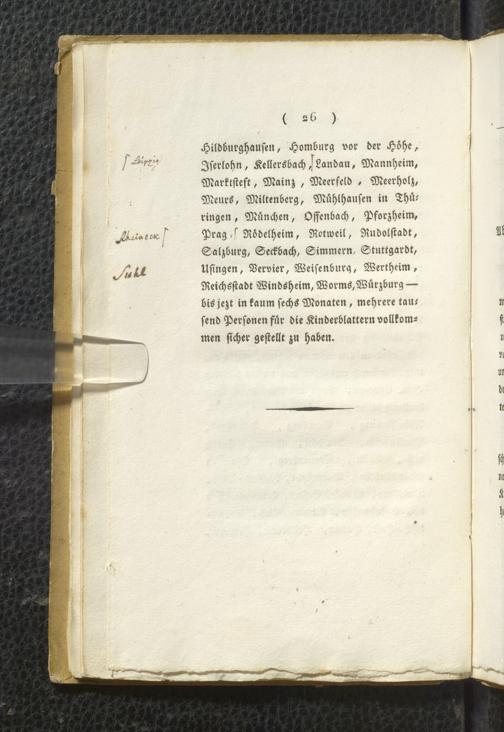 ( 26 )
Hildburghausen, Homburg vor der Höhe,
Iserlohn, Kellersbach, Landau, Mannheim,
Marktsteft, Mainz, Meerfeld, Meerholz,
Meurs, Miltenberg, Mühlhausen in Thü=
ringen, München, Offenbach, Pforzheim,
Prag, Rödelheim, Rotweil, Rudolstadt,
Salzburg, Seckbach, Simmern, Stuttgardt,
Usingen, Vervier, Weisenburg, Wertheim,
Reichsstadt Windsheim, Worms, Würzburg —
bis jezt in kaum sechs Monaten, mehrere tau=
send Personen für die Kinderblattern vollkom=
men sicher gestellt zu haben.
Leipzig
Rheineck
Suhl